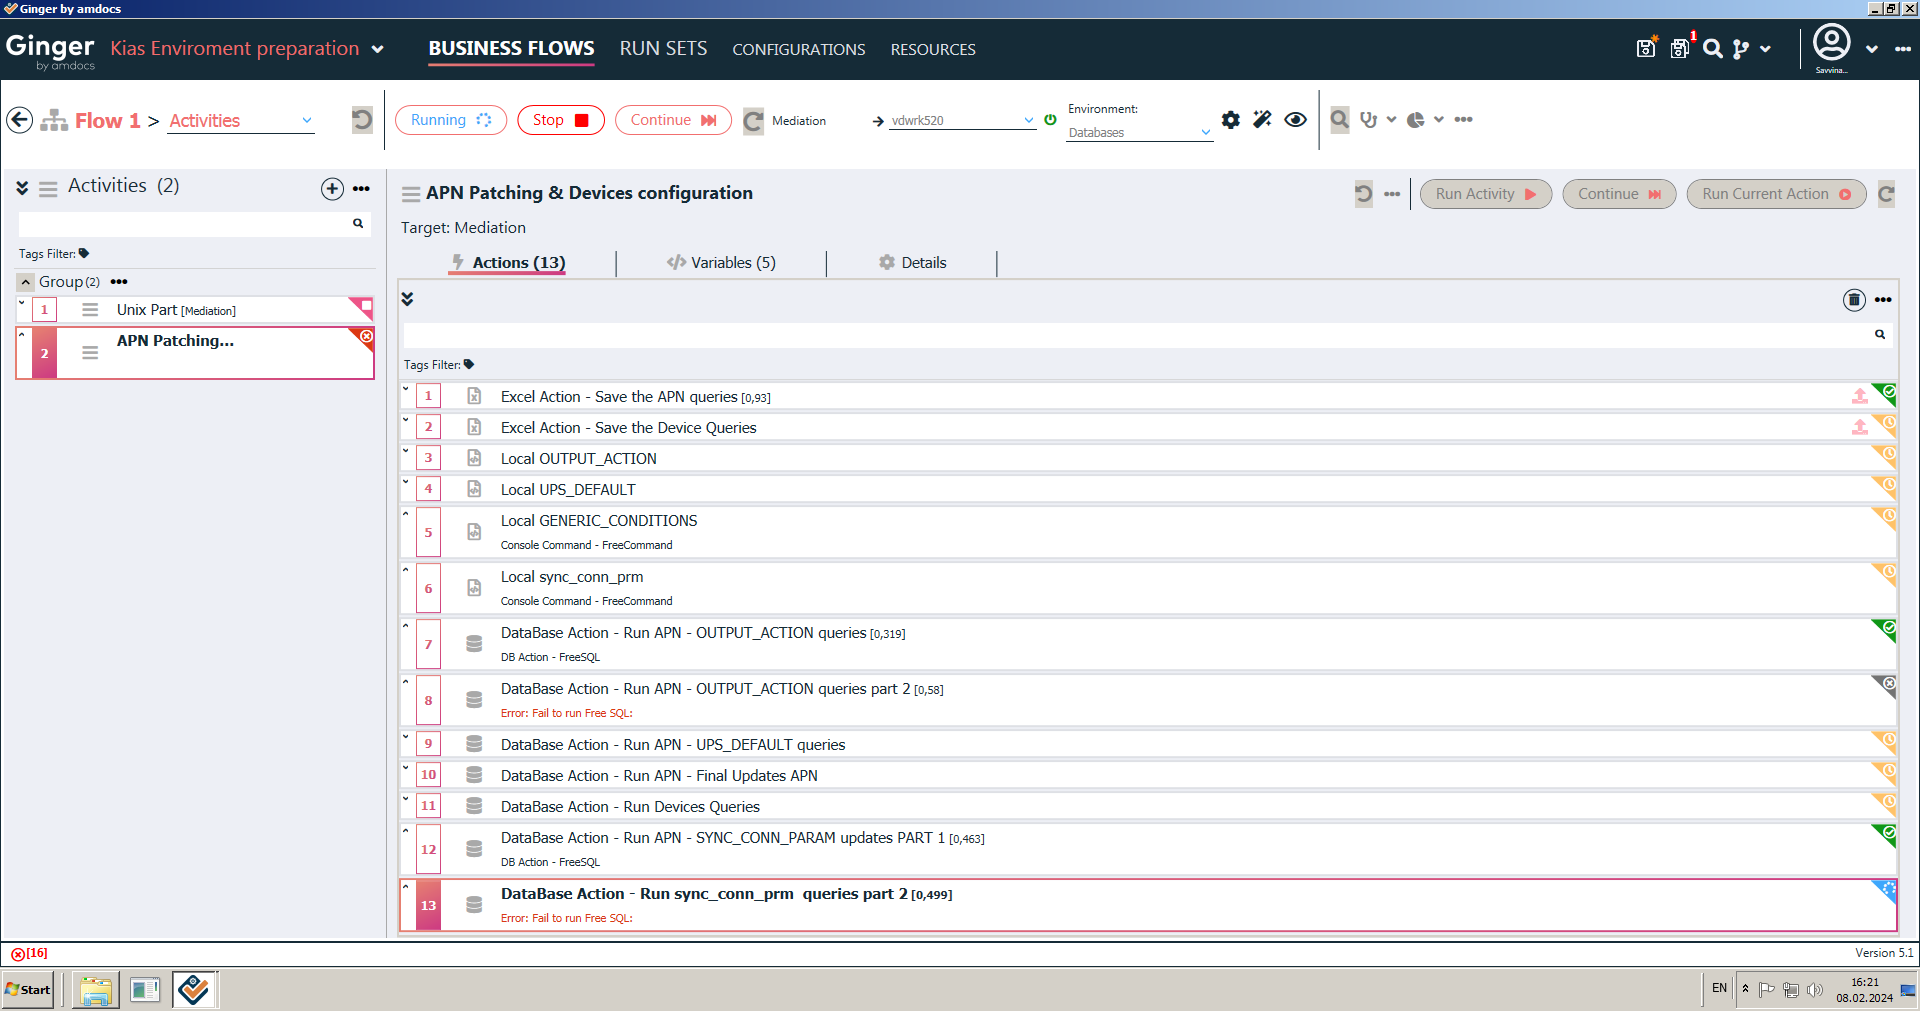 Ginger by amdocs
Ginger by amdocs
Kias Enviroment preparation
BUSINESS FLOWS
RUN SETS
CONFIGURATIONS
RESOURCES
1
Savvina...
Flow 1 > Activities
Running
Stop
Continue
Mediation
vdwrk520
Environment:
Databases
Activities (2)
Tags Filter:
Group(2)
1 Unix Part [Mediation]
2 APN Patching...
APN Patching & Devices configuration
Run Activity
Continue
Run Current Action
Target: Mediation
Actions (13)
Variables (5)
Details
Tags Filter:
1 Excel Action - Save the APN queries [0,93]
2 Excel Action - Save the Device Queries
3 Local OUTPUT_ACTION
4 Local UPS_DEFAULT
5 Local GENERIC_CONDITIONS
Console Command - FreeCommand
6 Local sync_conn_prm
Console Command - FreeCommand
7 DataBase Action - Run APN - OUTPUT_ACTION queries [0,319]
DB Action - FreeSQL
8 DataBase Action - Run APN - OUTPUT_ACTION queries part 2 [0,58]
Error: Fail to run Free SQL:
9 DataBase Action - Run APN - UPS_DEFAULT queries
10 DataBase Action - Run APN - Final Updates APN
11 DataBase Action - Run Devices Queries
12 DataBase Action - Run APN - SYNC_CONN_PARAM updates PART 1 [0,463]
DB Action - FreeSQL
13 DataBase Action - Run sync_conn_prm queries part 2 [0,499]
Error: Fail to run Free SQL:
[16]
Version 5.1
Start
EN
16:21
08.02.2024